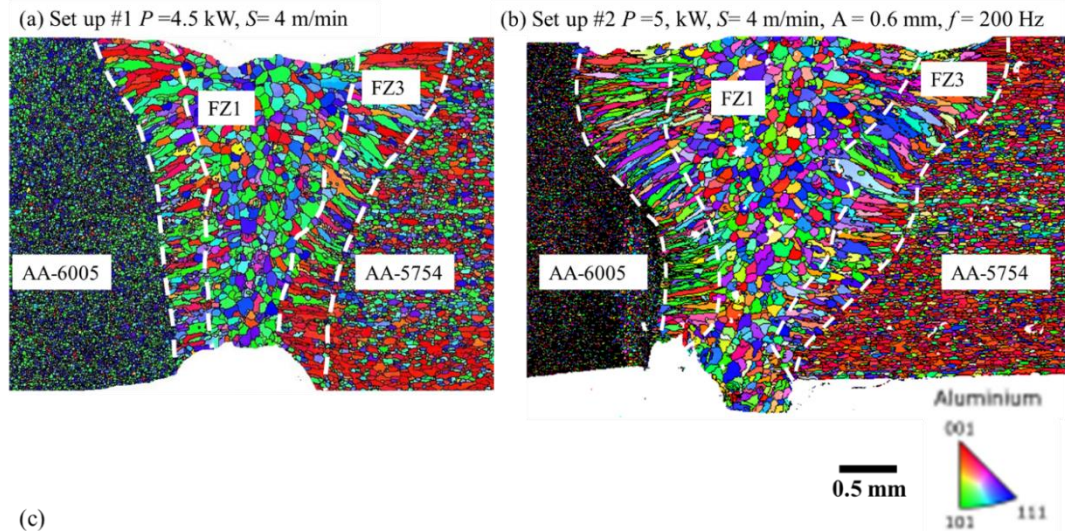 (a) Set up #1 P =4.5 kW, S= 4 m/min
(b) Set up #2 P =5, kW, S= 4 m/min, A = 0.6 mm, f = 200 Hz
FZ1
FZ3
AA-6005
AA-5754
FZ1
FZ3
AA-6005
AA-5754
Aluminium
001
101
111
0.5 mm
(c)